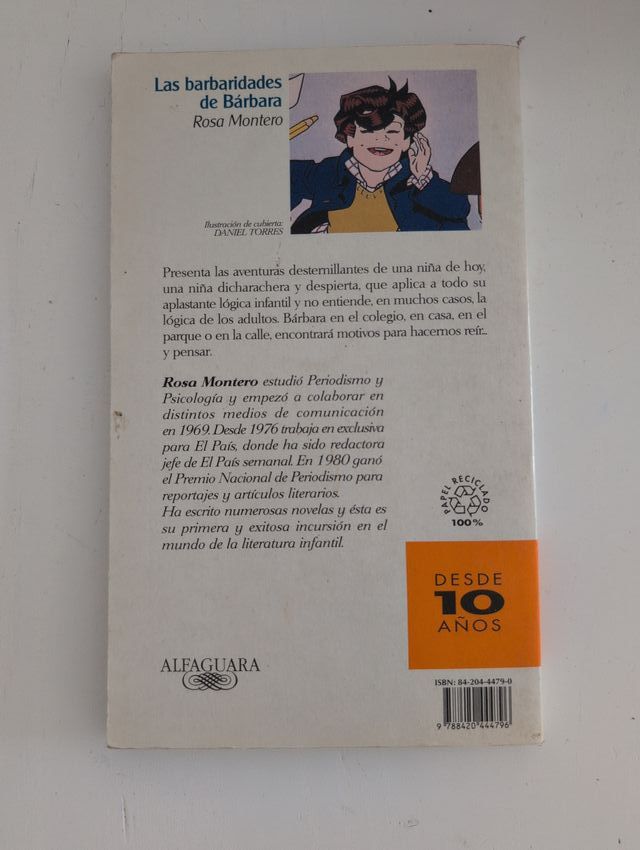 Las barbaridades
de Bárbara
Rosa Montero
Ilustración de cubierta:
DANIEL TORRES
Presenta las aventuras desternillantes de una niña de hoy,
una niña dicharachera y despierta, que aplica a todo su
aplastante lógica infantil y no entiende, en muchos casos, la
lógica de los adultos. Bárbara en el colegio, en casa, en el
parque o en la calle, encontrará motivos para hacernos reír...
y pensar.
Rosa Montero estudió Periodismo y
Psicología y empezó a colaborar en
distintos medios de comunicación
en 1969. Desde 1976 trabaja en exclusiva
para El País, donde ha sido redactora
jefe de El País semanal. En 1980 ganó
el Premio Nacional de Periodismo para
reportajes y artículos literarios.
Ha escrito numerosas novelas y ésta es
su primera y exitosa incursión en el
mundo de la literatura infantil.
PAPEL RECICLADO
100%
DESDE
10
AÑOS
ALFAGUARA
ISBN: 84-204-4479-0
9 788420 444796